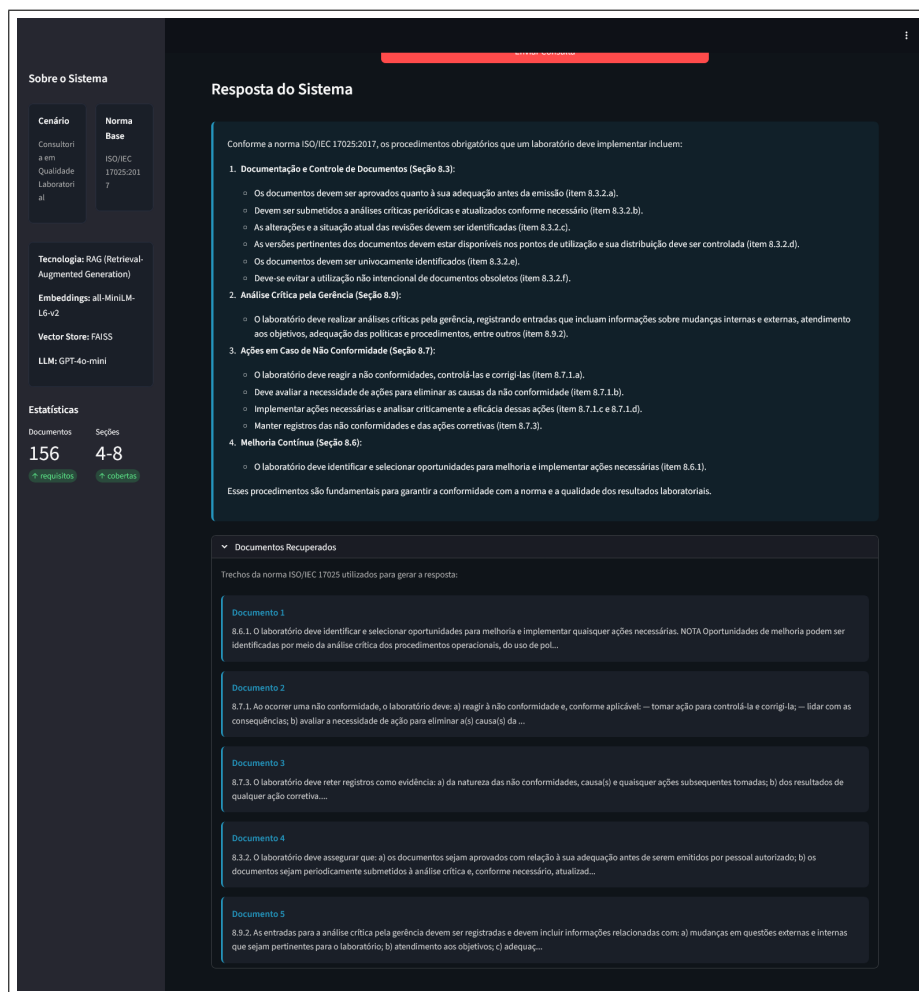 Sobre o Sistema
Cenário
Consultori
a em
Qualidade
Laboratori
al
Norma
Base
ISO/IEC
17025:201
7
Tecnologia: RAG (Retrieval-
Augmented Generation)
Embeddings: all-MiniLM-
L6-v2
Vector Store: FAISS
LLM: GPT-4o-mini
Estatísticas
Documentos
156
↑ requisitos
Seções
4-8
↑ cobertas
Resposta do Sistema
Conforme a norma ISO/IEC 17025:2017, os procedimentos obrigatórios que um laboratório deve implementar incluem:
1. Documentação e Controle de Documentos (Seção 8.3):
Os documentos devem ser aprovados quanto à sua adequação antes da emissão (item 8.3.2.a).
Devem ser submetidos a análises críticas periódicas e atualizados conforme necessário (item 8.3.2.b).
As alterações e a situação atual das revisões devem ser identificadas (item 8.3.2.c).
As versões pertinentes dos documentos devem estar disponíveis nos pontos de utilização e sua distribuição deve ser controlada (item 8.3.2.d).
Os documentos devem ser univocamente identificados (item 8.3.2.e).
Deve-se evitar a utilização não intencional de documentos obsoletos (item 8.3.2.f).
2. Análise Crítica pela Gerência (Seção 8.9):
O laboratório deve realizar análises críticas pela gerência, registrando entradas que incluam informações sobre mudanças internas e externas, atendimento
aos objetivos, adequação das políticas e procedimentos, entre outros (item 8.9.2).
3. Ações em Caso de Não Conformidade (Seção 8.7):
O laboratório deve reagir a não conformidades, controlá-las e corrigi-las (item 8.7.1.a).
Deve avaliar a necessidade de ações para eliminar as causas da não conformidade (item 8.7.1.b).
Implementar ações necessárias e analisar criticamente a eficácia dessas ações (item 8.7.1.c e 8.7.1.d).
Manter registros das não conformidades e das ações corretivas (item 8.7.3).
4. Melhoria Contínua (Seção 8.6):
O laboratório deve identificar e selecionar oportunidades para melhoria e implementar ações necessárias (item 8.6.1).
Esses procedimentos são fundamentais para garantir a conformidade com a norma e a qualidade dos resultados laboratoriais.
Documentos Recuperados
Trechos da norma ISO/IEC 17025 utilizados para gerar a resposta:
Documento 1
8.6.1. O laboratório deve identificar e selecionar oportunidades para melhoria e implementar quaisquer ações necessárias. NOTA Oportunidades de melhoria podem ser
identificadas por meio da análise crítica dos procedimentos operacionais, do uso de pol...
Documento 2
8.7.1. Ao ocorrer uma não conformidade, o laboratório deve: a) reagir à não conformidade e, conforme aplicável: — tomar ação para controlá-la e corrigi-la; — lidar com as
consequências; b) avaliar a necessidade de ação para eliminar a(s) causa(s) da ...
Documento 3
8.7.3. O laboratório deve reter registros como evidência: a) da natureza das não conformidades, causa(s) e quaisquer ações subsequentes tomadas; b) dos resultados de
qualquer ação corretiva....
Documento 4
8.3.2. O laboratório deve assegurar que: a) os documentos sejam aprovados com relação à sua adequação antes de serem emitidos por pessoal autorizado; b) os
documentos sejam periodicamente submetidos à análise crítica e, conforme necessário, atualizad...
Documento 5
8.9.2. As entradas para a análise crítica pela gerência devem ser registradas e devem incluir informações relacionadas com: a) mudanças em questões externas e internas
que sejam pertinentes para o laboratório; b) atendimento aos objetivos; c) adequaç...